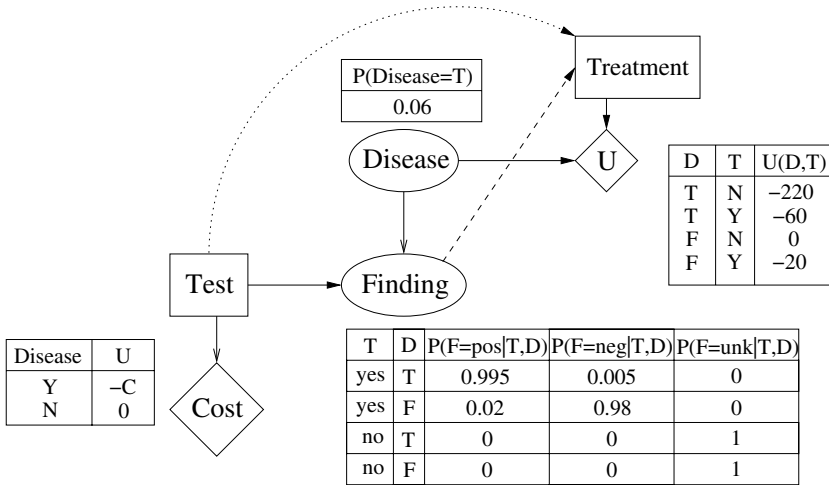 Treatment
P(Disease=T)
0.06
Disease
U
D T U(D,T)
T N −220
T Y −60
F N 0
F Y −20
Test
Finding
Disease U
Y −C
N 0
Cost
T D P(F=pos|T,D) P(F=neg|T,D) P(F=unk|T,D)
yes T 0.995 0.005 0
yes F 0.02 0.98 0
no T 0 0 1
no F 0 0 1